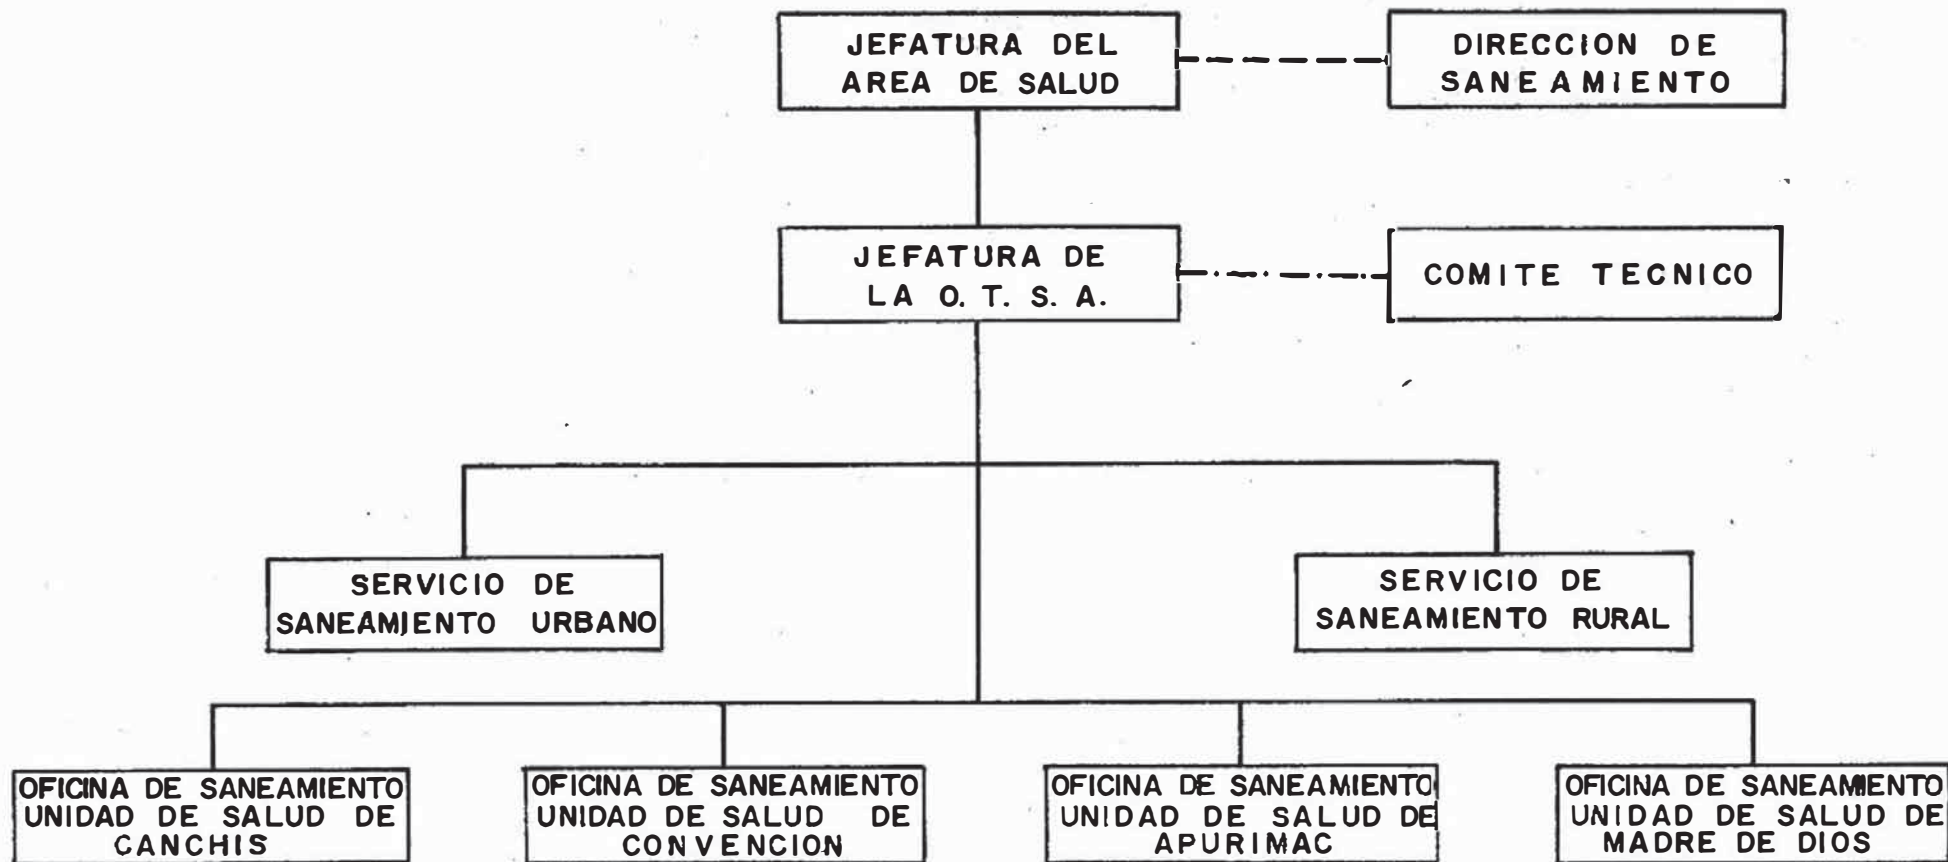 JEFATURA DEL
AREA DE SALUD
DIRECCION DE
SANEAMIENTO
JEFATURA DE
LA O. T. S. A.
COMITE TECNICO
SERVICIO DE
SANEAMIENTO URBANO
SERVICIO DE
SANEAMIENTO RURAL
OFICINA DE SANEAMIENTO
UNIDAD DE SALUD DE
CANCHIS
OFICINA DE SANEAMIENTO
UNIDAD DE SALUD DE
CONVENCION
OFICINA DE SANEAMIENTO
UNIDAD DE SALUD DE
APURIMAC
OFICINA DE SANEAMIENTO
UNIDAD DE SALUD DE
MADRE DE DIOS